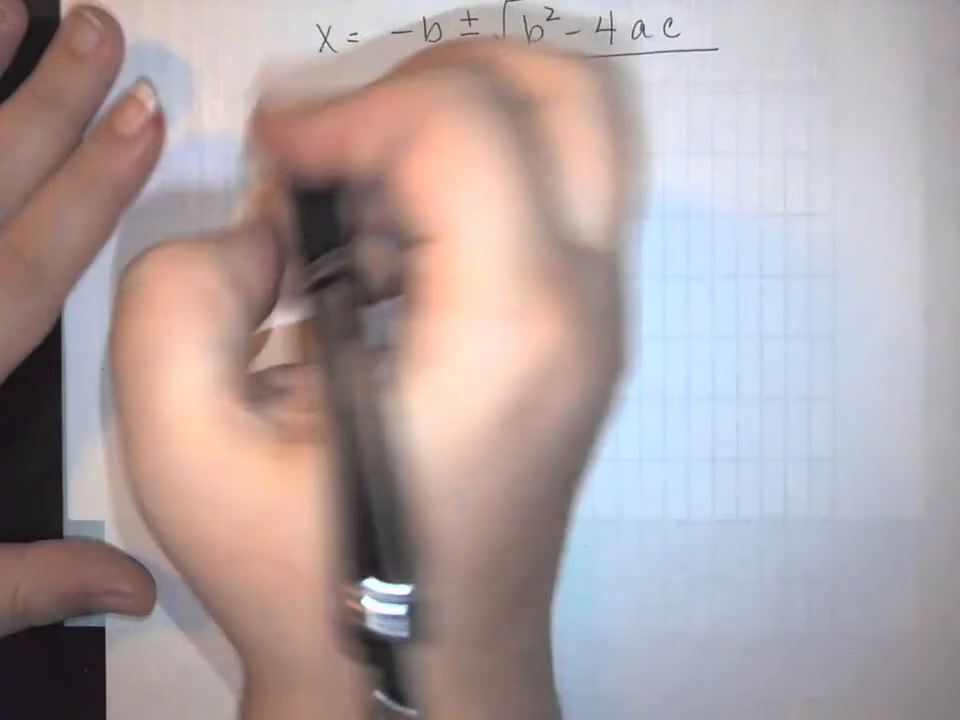 x = -b ± √b² - 4ac